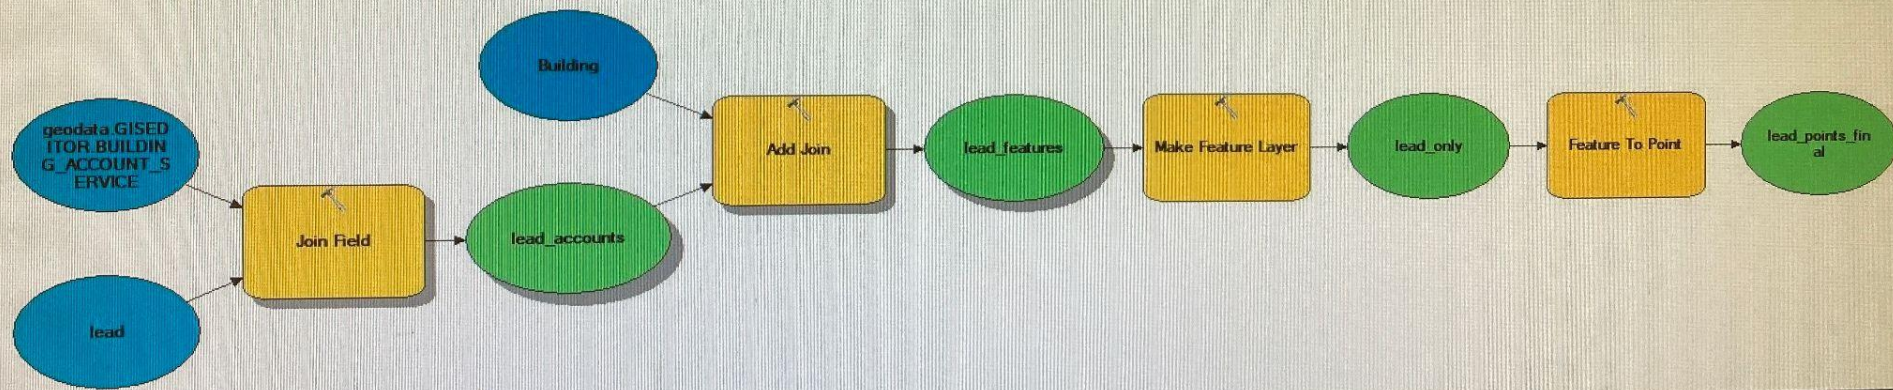 geodata.GISED
ITOR.BUILDIN
G_ACCOUNT_S
ERVICE
lead
Join Field
lead_accounts
Building
Add Join
lead_features
Make Feature Layer
lead_only
Feature To Point
lead_points_fin
al